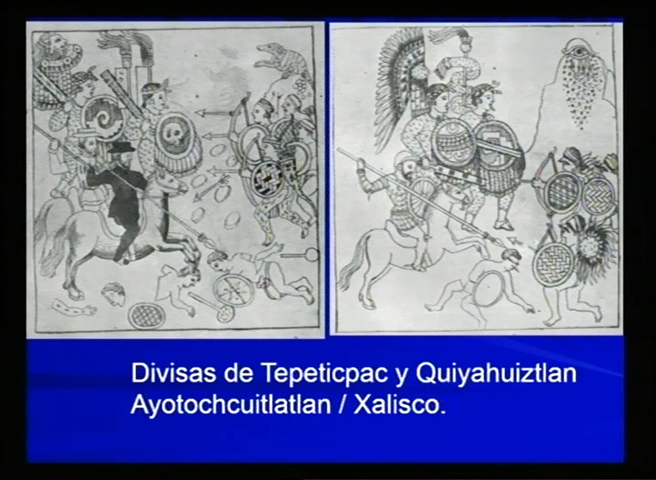 Divisas de Tepeticpac y Quiyahuiztlan
Ayotochcuitlatlan / Xalisco.